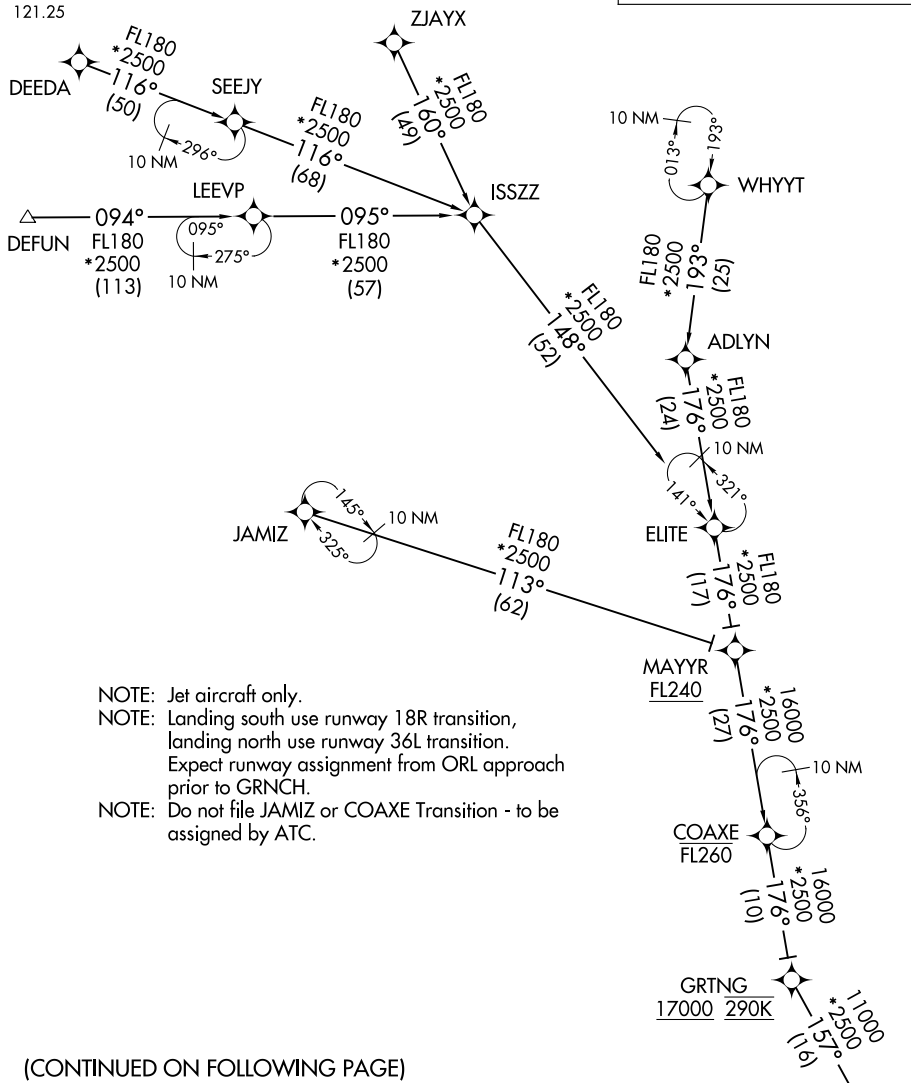 121.25
ZJAYX
DEEDA
FL180
*2500
116°
(50)
SEEJY
10 NM
296°
FL180
*2500
116°
(68)
FL180
*2500
160°
(49)
ISSZZ
LEEVP
DEFUN
094°
FL180
*2500
(113)
095°
275°
10 NM
095°
FL180
*2500
(57)
10 NM
013°
193°
WHYYT
FL180
*2500
193°
(25)
ADLYN
FL180
*2500
148°
(52)
FL180
*2500
176°
(24)
10 NM
321°
141°
ELITE
JAMIZ
145°
325°
10 NM
FL180
*2500
113°
(62)
FL180
*2500
176°
(17)
MAYYR
FL240
16000
*2500
176°
(27)
10 NM
356°
COAXE
FL260
16000
*2500
176°
(10)
GRTNG
17000 290K
11000
*2500
157°
(16)
NOTE: Jet aircraft only.
NOTE: Landing south use runway 18R transition,
landing north use runway 36L transition.
Expect runway assignment from ORL approach
prior to GRNCH.
NOTE: Do not file JAMIZ or COAXE Transition - to be
assigned by ATC.
(CONTINUED ON FOLLOWING PAGE)